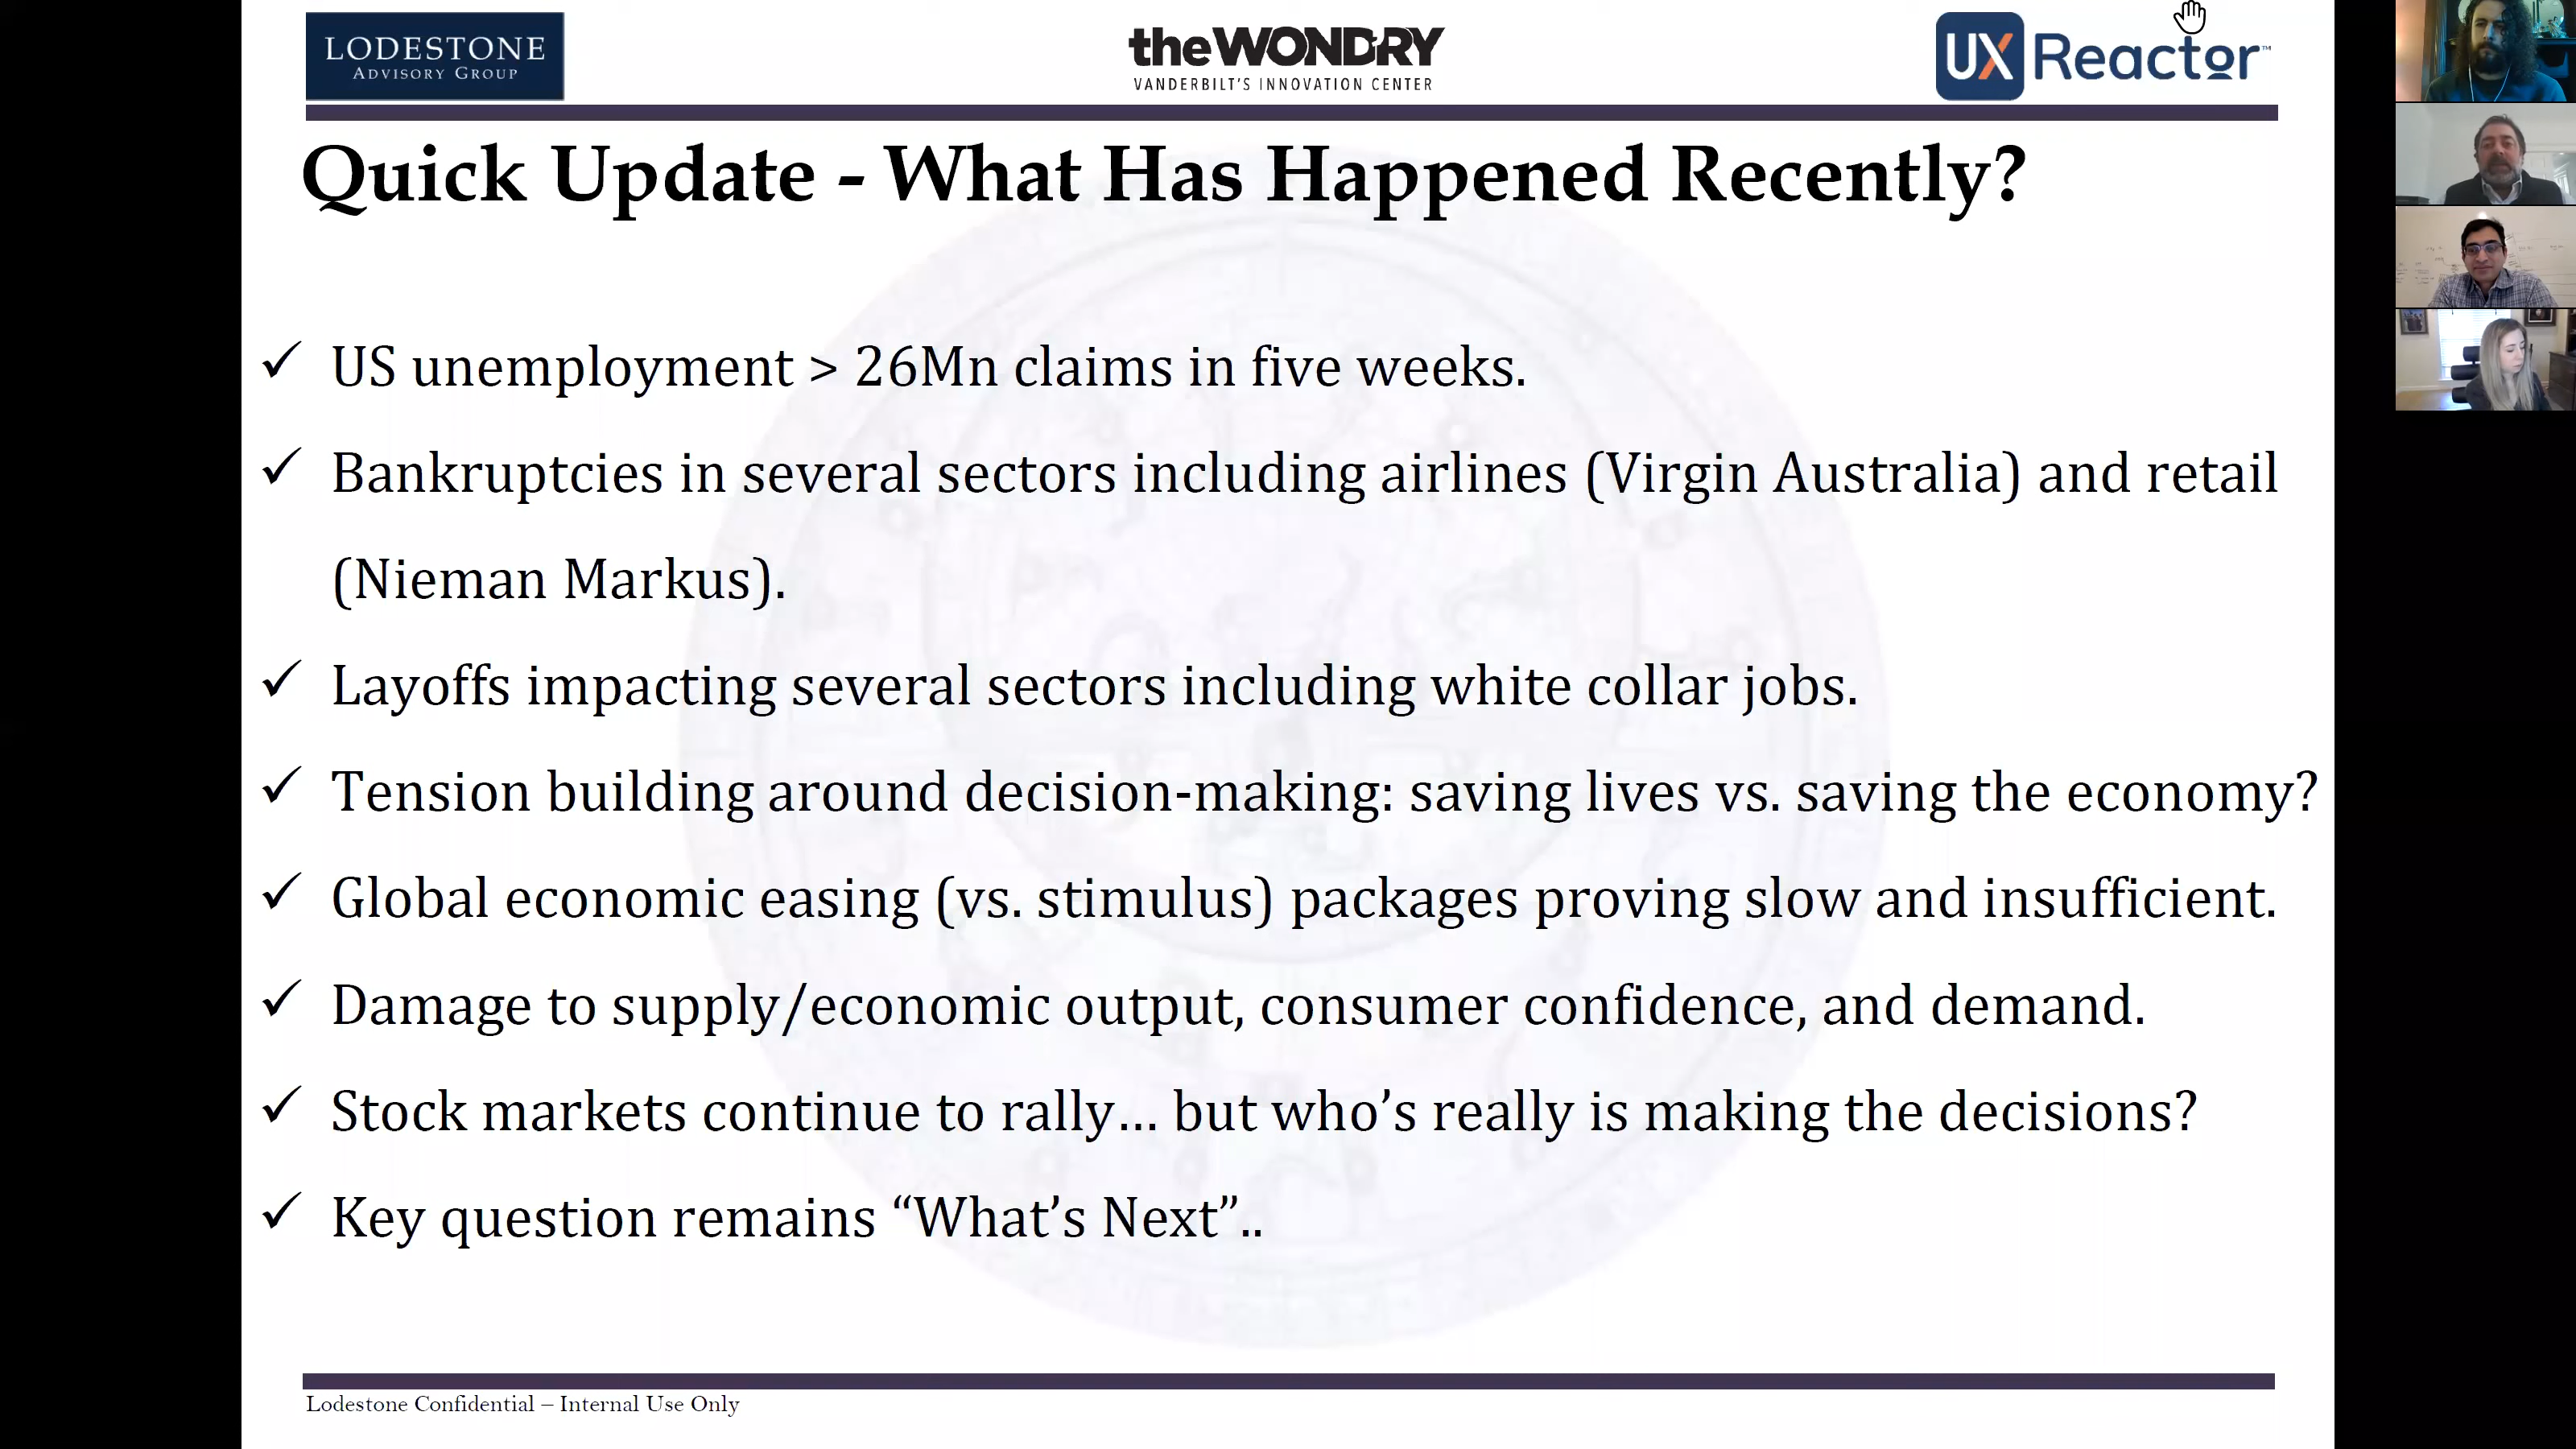 LODESTONE
ADVISORY GROUP
theWOND'RY
VANDERBILT'S INNOVATION CENTER
UX Reactor™
Quick Update - What Has Happened Recently?
✓ US unemployment > 26Mn claims in five weeks.
✓ Bankruptcies in several sectors including airlines (Virgin Australia) and retail
(Nieman Markus).
✓ Layoffs impacting several sectors including white collar jobs.
✓ Tension building around decision-making: saving lives vs. saving the economy?
✓ Global economic easing (vs. stimulus) packages proving slow and insufficient.
✓ Damage to supply/economic output, consumer confidence, and demand.
✓ Stock markets continue to rally… but who’s really is making the decisions?
✓ Key question remains “What’s Next”..
Lodestone Confidential – Internal Use Only